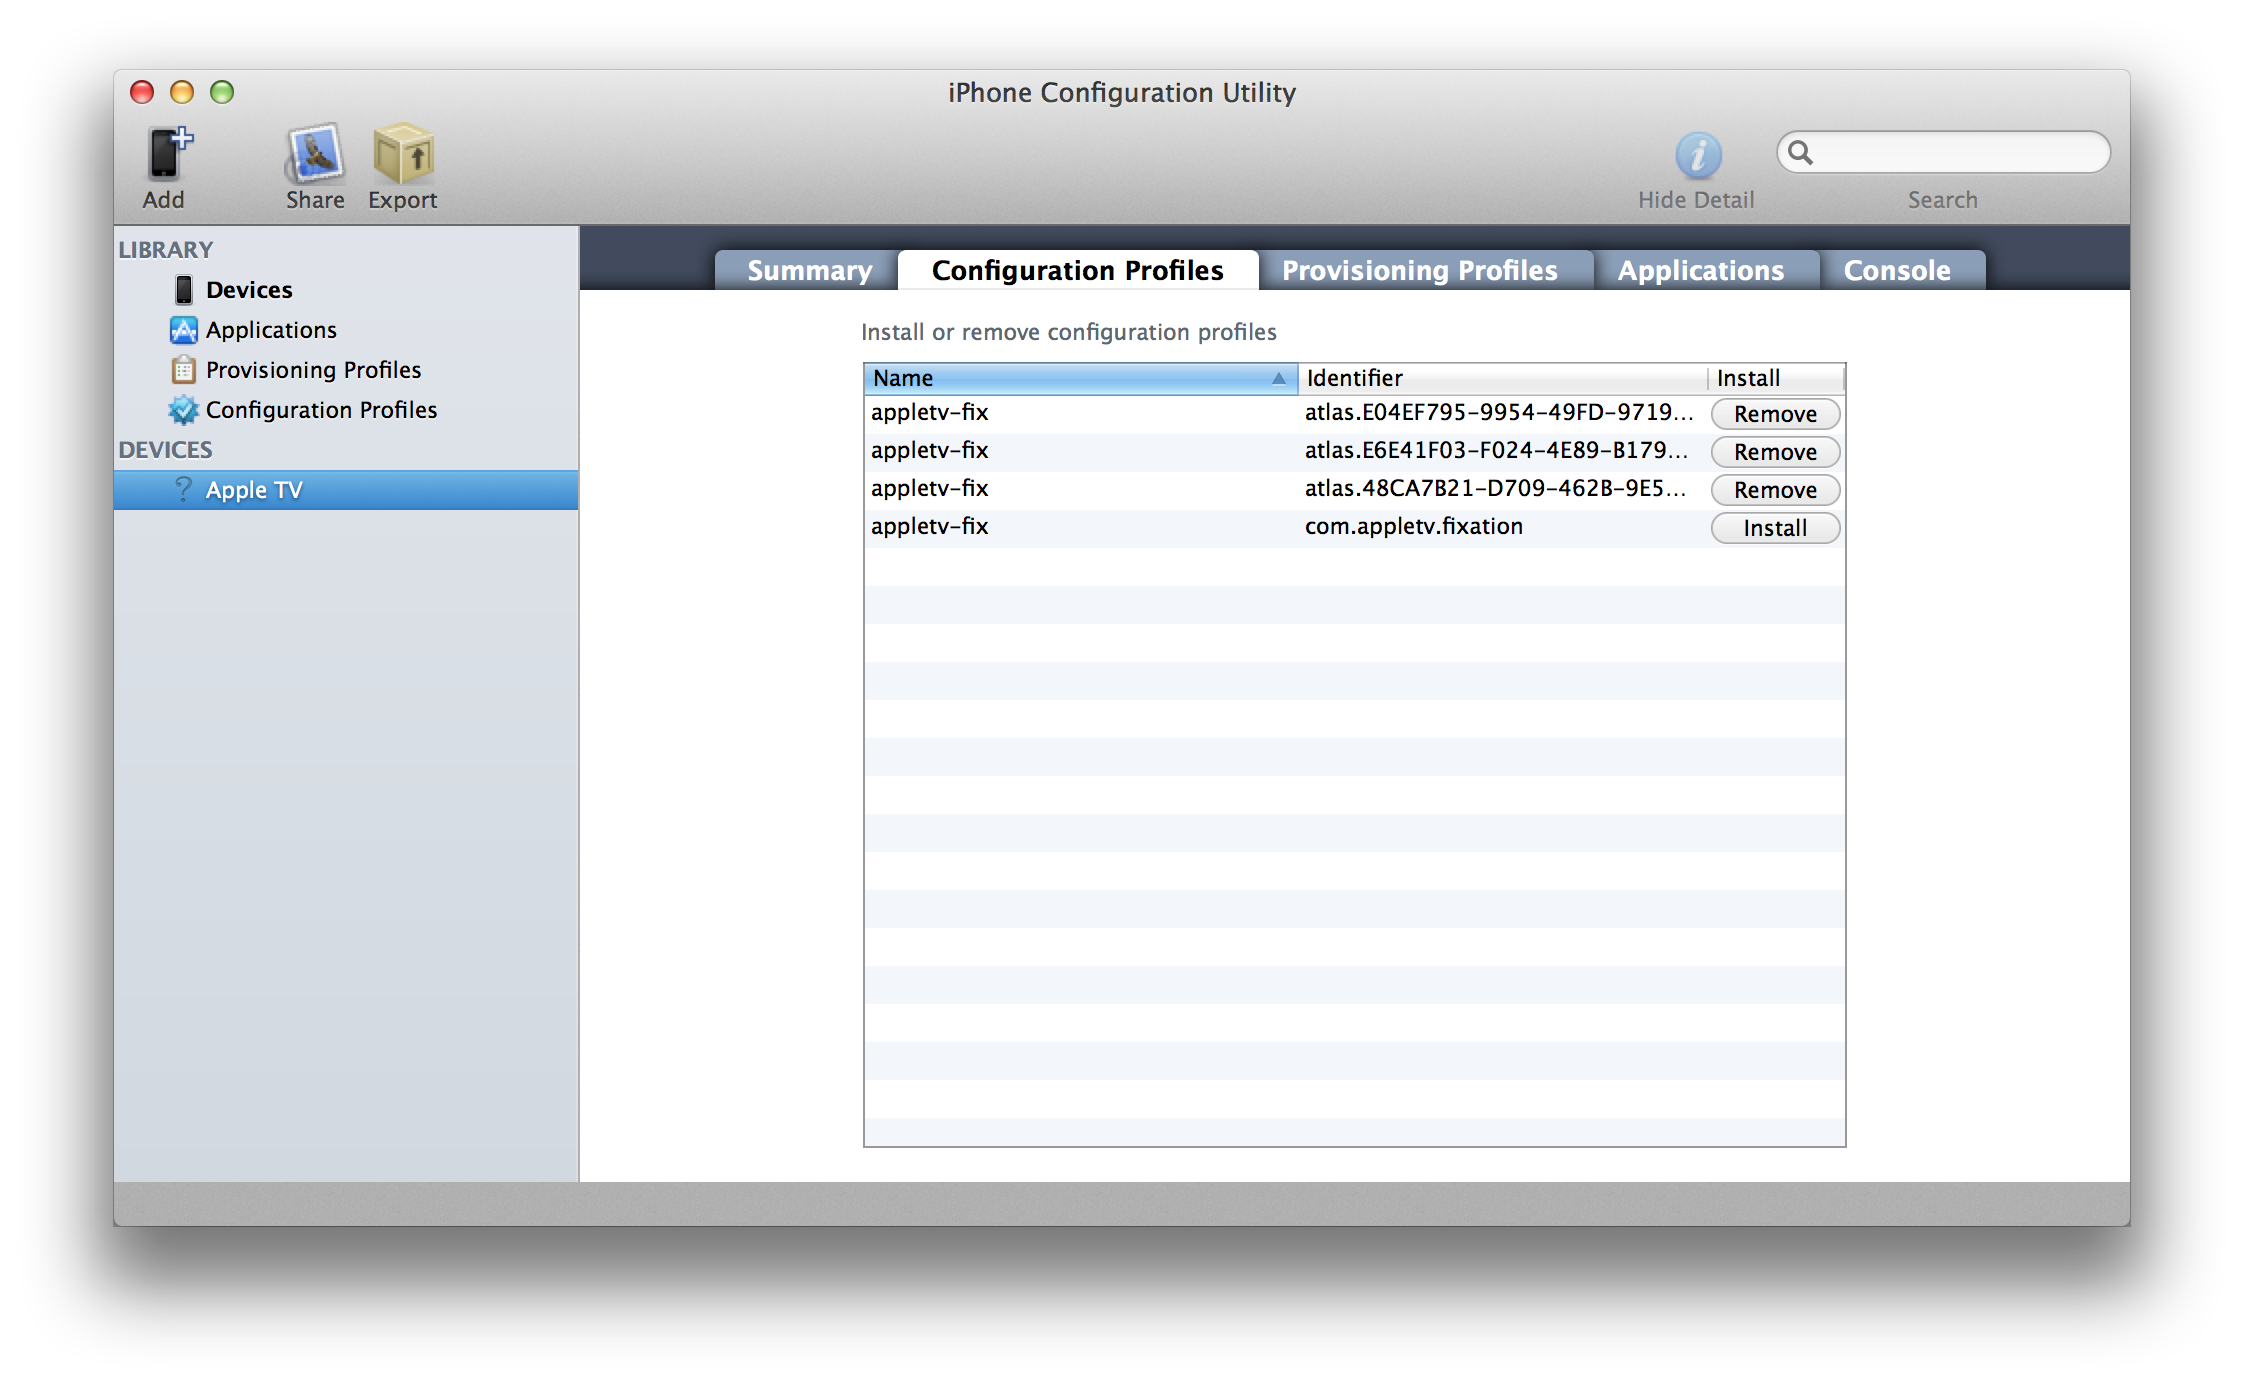 iPhone Configuration Utility
Add Share Export Hide Detail Search
LIBRARY
Devices
Applications
Provisioning Profiles
Configuration Profiles
DEVICES
? Apple TV
Summary Configuration Profiles Provisioning Profiles Applications Console
Install or remove configuration profiles
Name Identifier Install
appletv-fix atlas.E04EF795-9954-49FD-9719... Remove
appletv-fix atlas.E6E41F03-F024-4E89-B179... Remove
appletv-fix atlas.48CA7B21-D709-462B-9E5... Remove
appletv-fix com.appletv.fixation Install